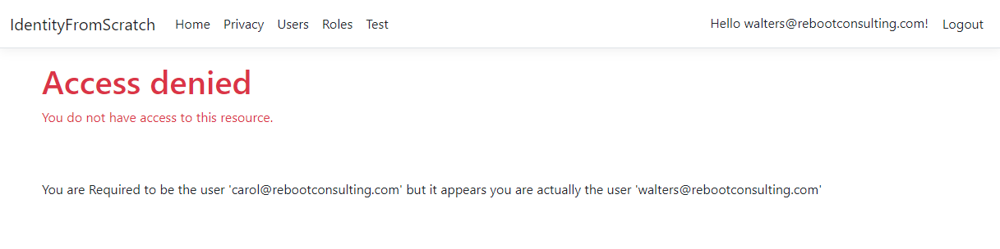 IdentityFromScratch Home Privacy Users Roles Test Hello walters@rebootconsulting.com! Logout
Access denied
You do not have access to this resource.
You are Required to be the user 'carol@rebootconsulting.com' but it appears you are actually the user 'walters@rebootconsulting.com'